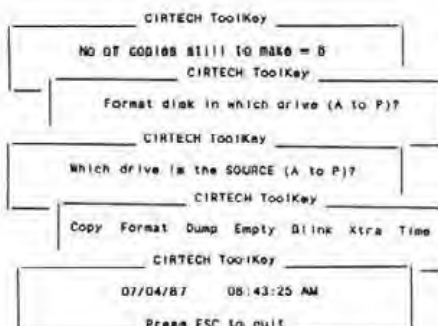 CIRTECH ToolKey
No of copies still to make = 8
CIRTECH ToolKey
Format disk in which drive (A to P)?
CIRTECH ToolKey
Which drive is the SOURCE (A to P)?
CIRTECH ToolKey
Copy Format Dump Empty Blink Xtra Time
CIRTECH ToolKey
07/04/87 08:43:25 AM
Press ESC to quit